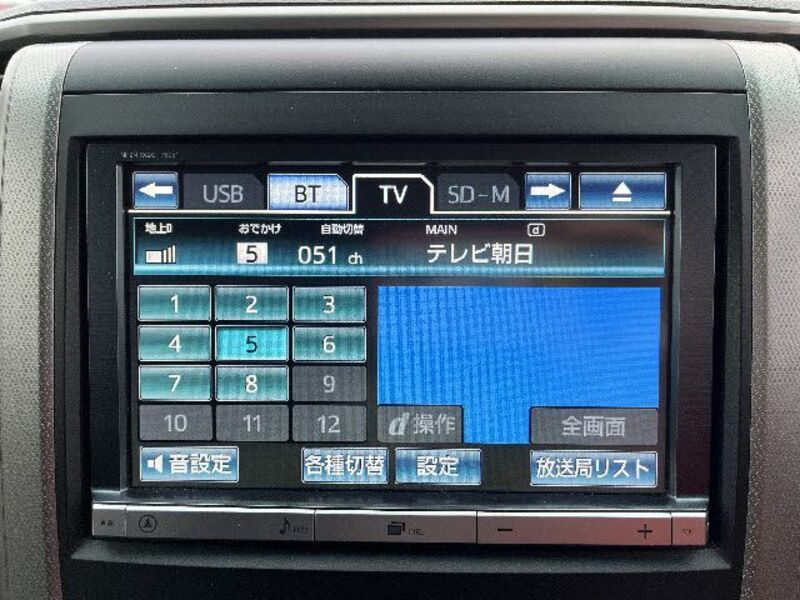 USB BT TV SD-M
地上D おでかけ 自動切替 MAIN d
5 051 ch テレビ朝日
1 2 3
4 5 6
7 8 9
10 11 12
d操作 全画面
音設定 各種切替 設定 放送局リスト